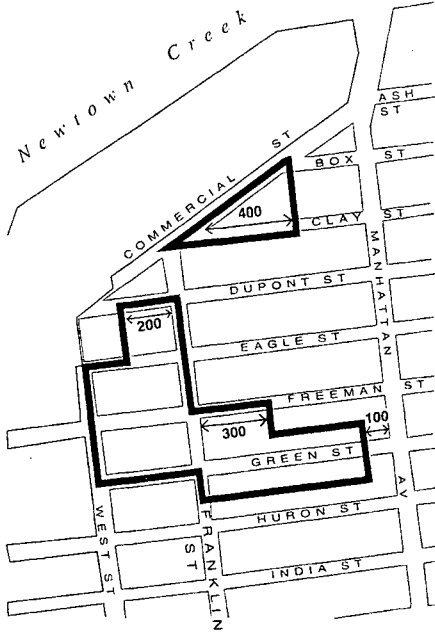 Newtown Creek
ASH ST
BOX ST
COMMERCIAL ST
400
CLAY ST
MANHATTAN AV
DUPONT ST
200
EAGLE ST
FREEMAN ST
100
300
GREEN ST
WEST ST
FRANKLIN ST
HURON ST
INDIA ST